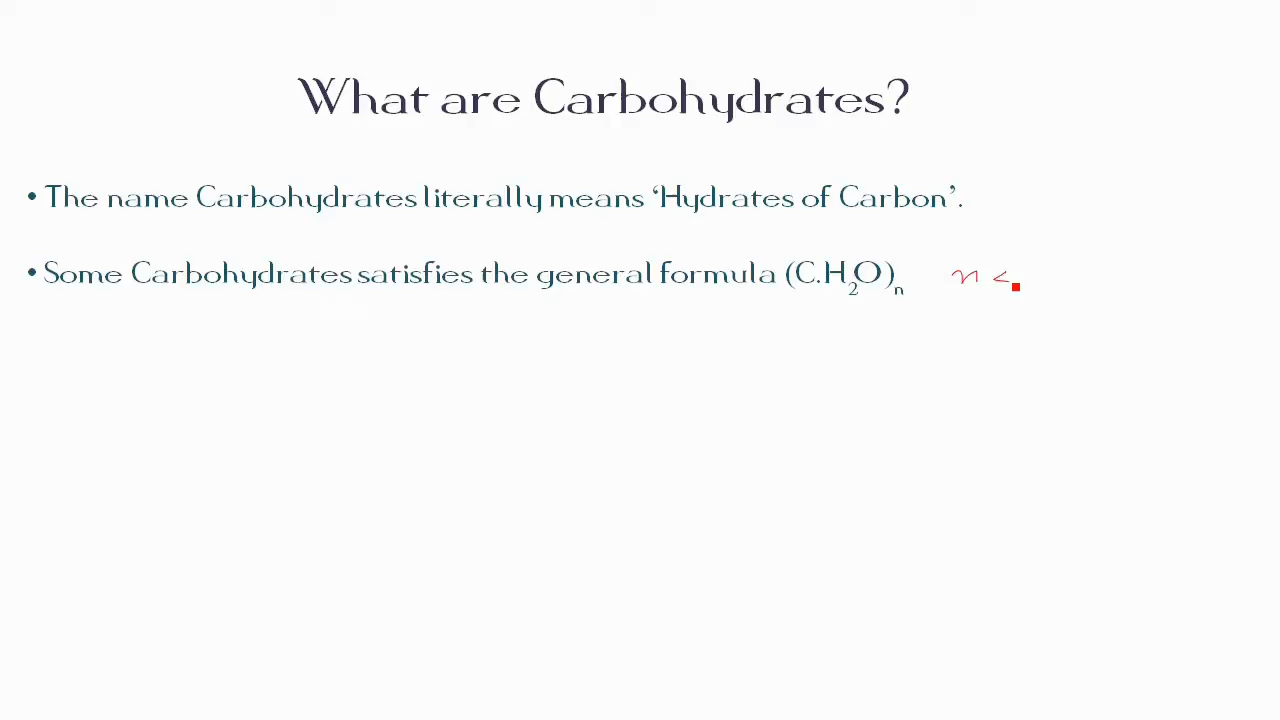 What are Carbohydrates?
• The name Carbohydrates literally means ‘Hydrates of Carbon’.
• Some Carbohydrates satisfies the general formula (C.H₂O)ₙ n <